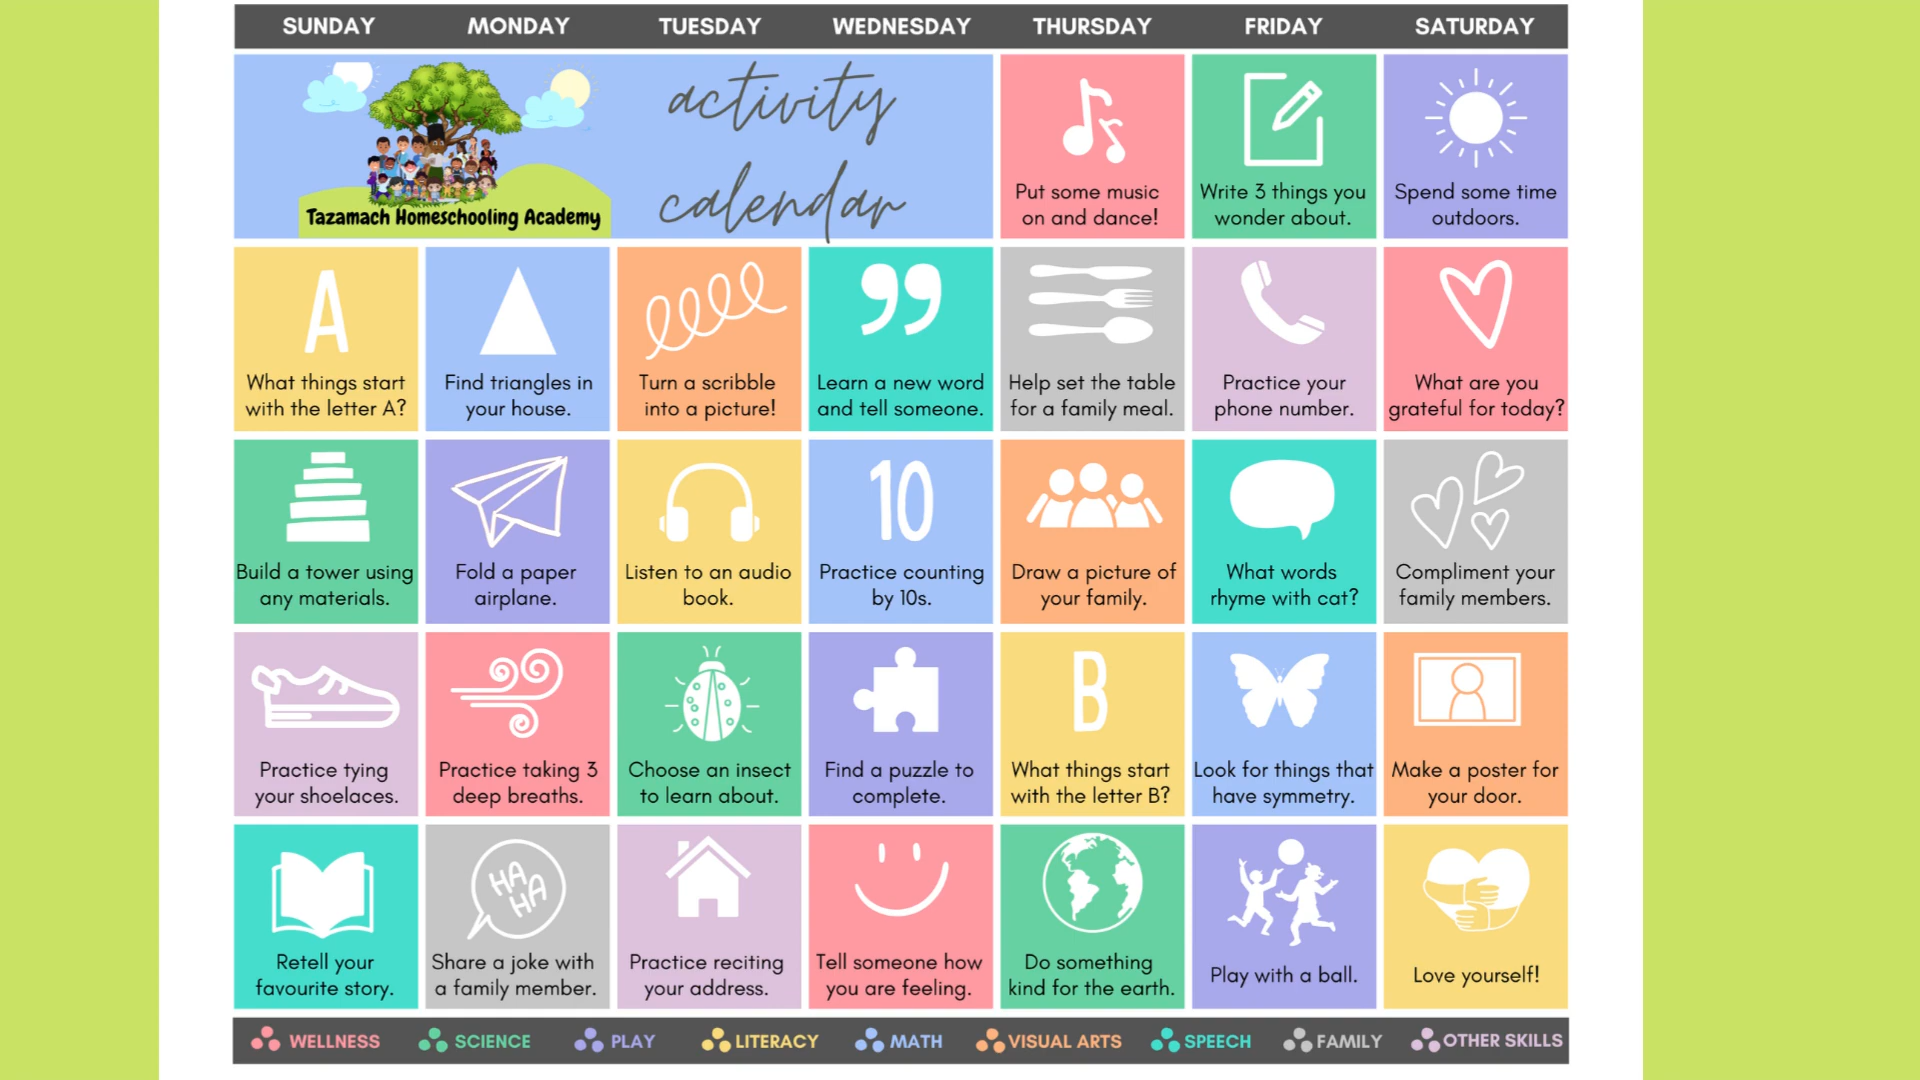 SUNDAY MONDAY TUESDAY WEDNESDAY THURSDAY FRIDAY SATURDAY
Tazamach Homeschooling Academy
activity
calendar
Put some music
on and dance!
Write 3 things you
wonder about.
Spend some time
outdoors.
A
What things start
with the letter A?
Find triangles in
your house.
Turn a scribble
into a picture!
”
Learn a new word
and tell someone.
Help set the table
for a family meal.
Practice your
phone number.
What are you
grateful for today?
Build a tower using
any materials.
Fold a paper
airplane.
Listen to an audio
book.
10
Practice counting
by 10s.
Draw a picture of
your family.
What words
rhyme with cat?
Compliment your
family members.
Practice tying
your shoelaces.
Practice taking 3
deep breaths.
Choose an insect
to learn about.
Find a puzzle to
complete.
B
What things start
with the letter B?
Look for things that
have symmetry.
Make a poster for
your door.
Retell your
favourite story.
HA
HA
Share a joke with
a family member.
Practice reciting
your address.
Tell someone how
you are feeling.
Do something
kind for the earth.
Play with a ball.
Love yourself!
WELLNESS SCIENCE PLAY LITERACY MATH VISUAL ARTS SPEECH FAMILY OTHER SKILLS